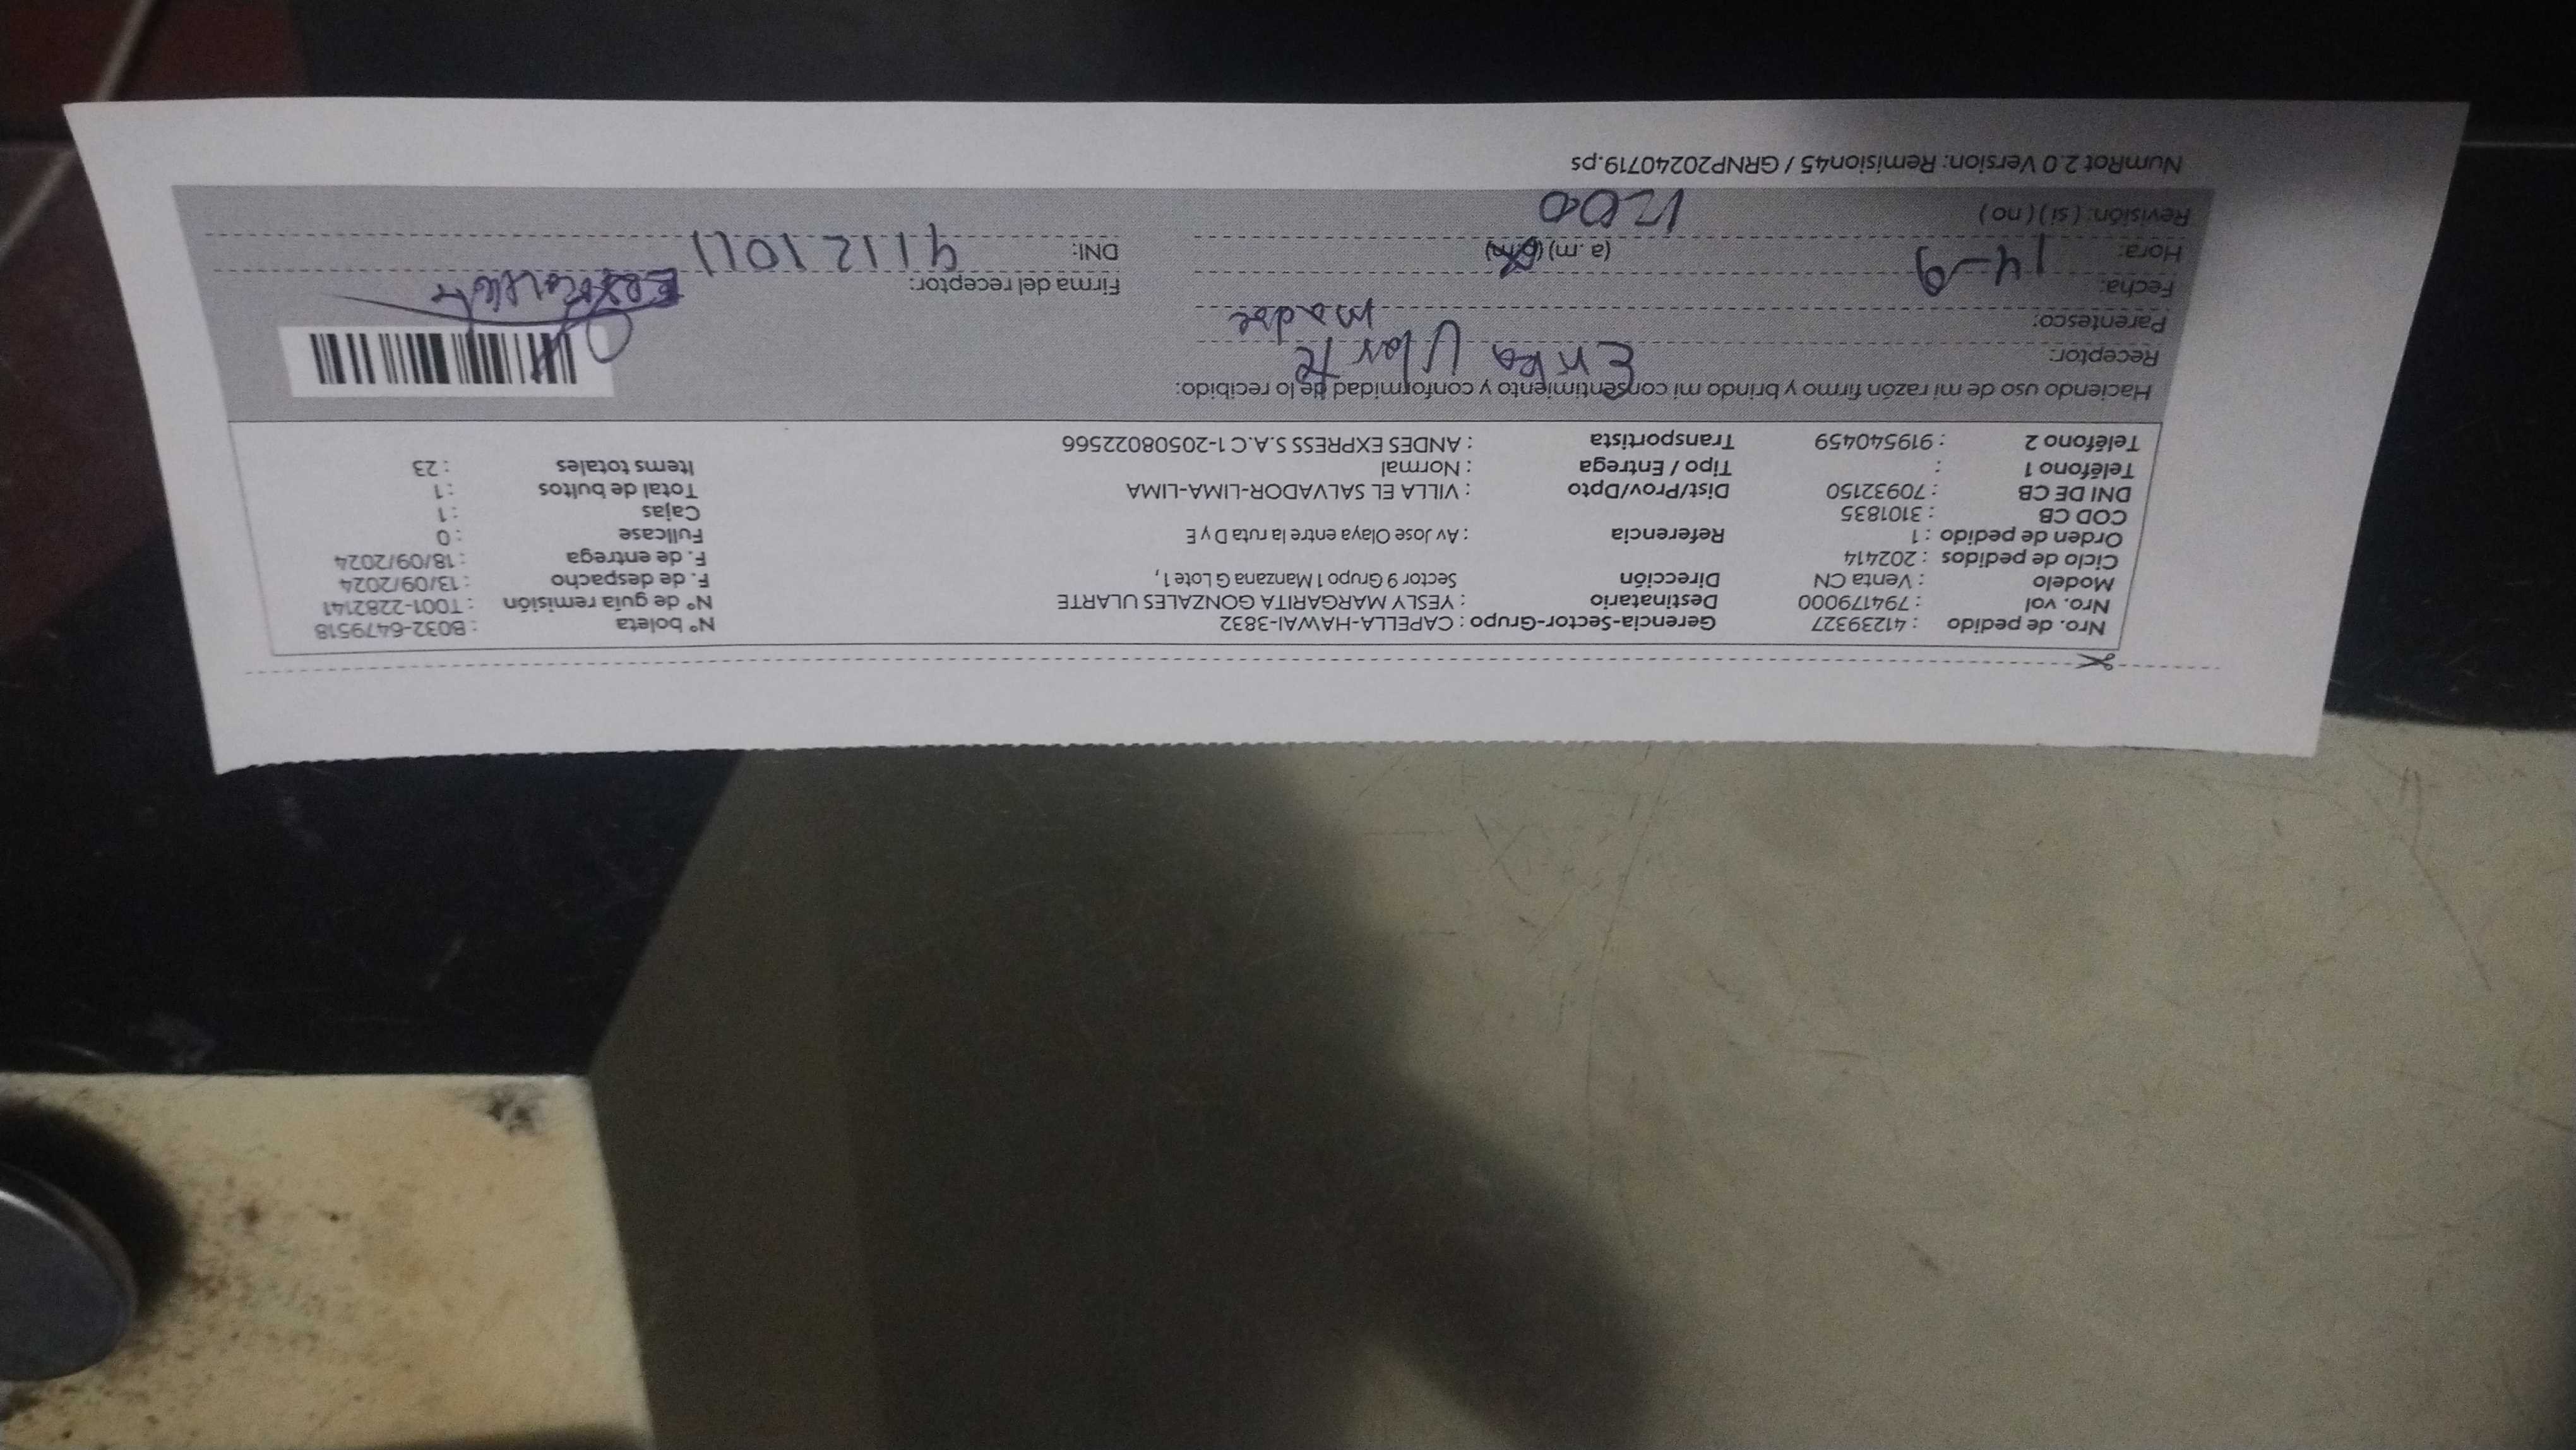 Nro. de pedido : 41239327 Gerencia-Sector-Grupo : CAPELLA-HAWAI-3832 N° boleta : B032-6479518
Nro. vol : 794179000 Destinatario : YESLY MARGARITA GONZALES ULARTE N° de guía remisión : T001-2282141
Modelo : Venta CN Dirección Sector 9 Grupo 1 Manzana G Lote 1, F. de despacho : 13/09/2024
Ciclo de pedidos : 202414 F. de entrega : 18/09/2024
Orden de pedido : 1 Referencia : Av Jose Olaya entre la ruta D y E Fullcase : 0
COD CB : 3101835 Cajas : 1
DNI DE CB : 70932150 Dist/Prov/Dpto : VILLA EL SALVADOR-LIMA-LIMA Total de bultos : 1
Teléfono 1 : Tipo / Entrega : Normal Items totales : 23
Teléfono 2 : 919540459 Transportista : ANDES EXPRESS S.A.C 1-20508022566
Haciendo uso de mi razón firmo y brindo mi consentimiento y conformidad de lo recibido:
Receptor: Erika Ularte
Parentesco: madre
Fecha: 14-9 Firma del receptor:
Hora: (a.m) (p.m) DNI: 41121011
Revisión: (si) (no) 1200
NumRot 2.0 Version: Remision45 / GRNP20240719.ps